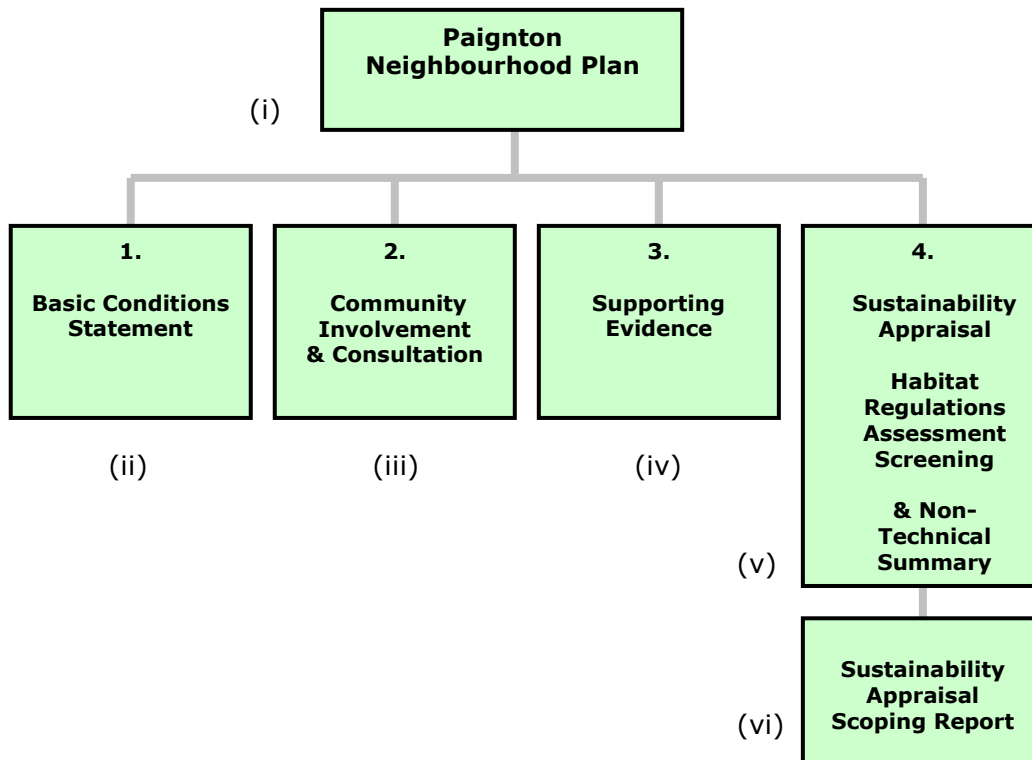 Paignton
Neighbourhood Plan
(i)
1.
Basic Conditions
Statement
(ii)
2.
Community
Involvement
& Consultation
(iii)
3.
Supporting
Evidence
(iv)
4.
Sustainability
Appraisal
Habitat
Regulations
Assessment
Screening
& Non-
Technical
Summary
(v)
Sustainability
Appraisal
Scoping Report
(vi)